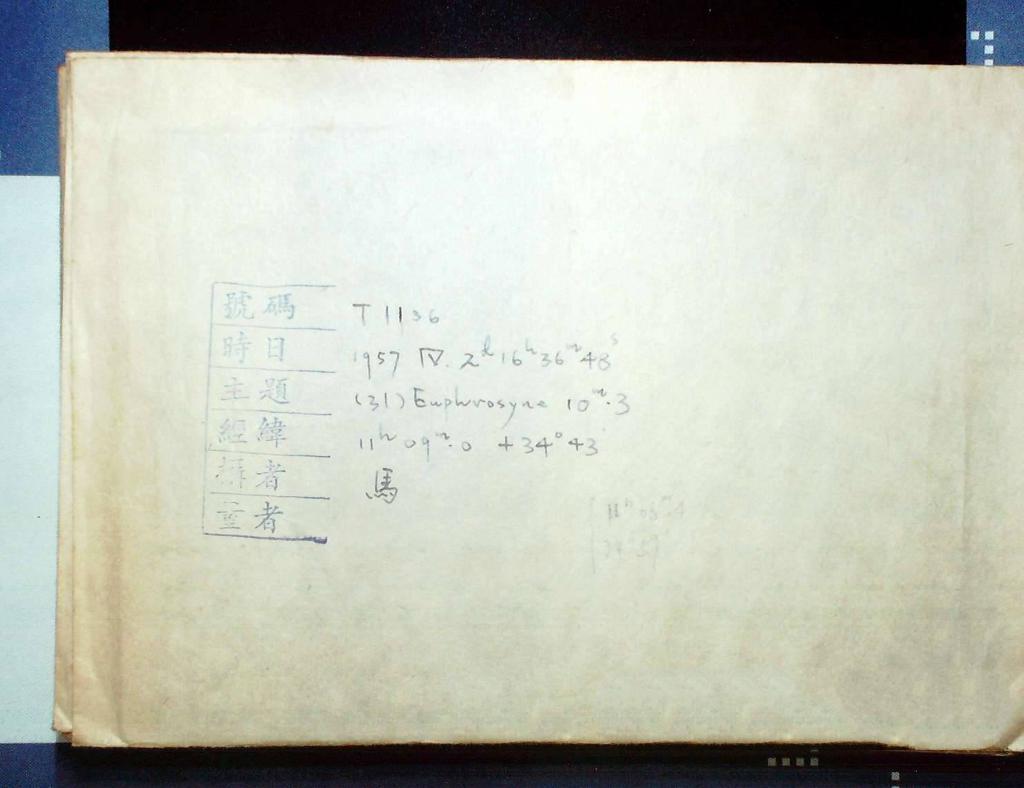 號碼 T 1136
時日 1957 Ⅳ. 2ᵈ 16ʰ 36ᵐ 48ˢ
主題 (31) Euphrosyne 10ᵐ.3
經緯 11ʰ 09ᵐ.0 +34° 43'
攝者 馬
量者